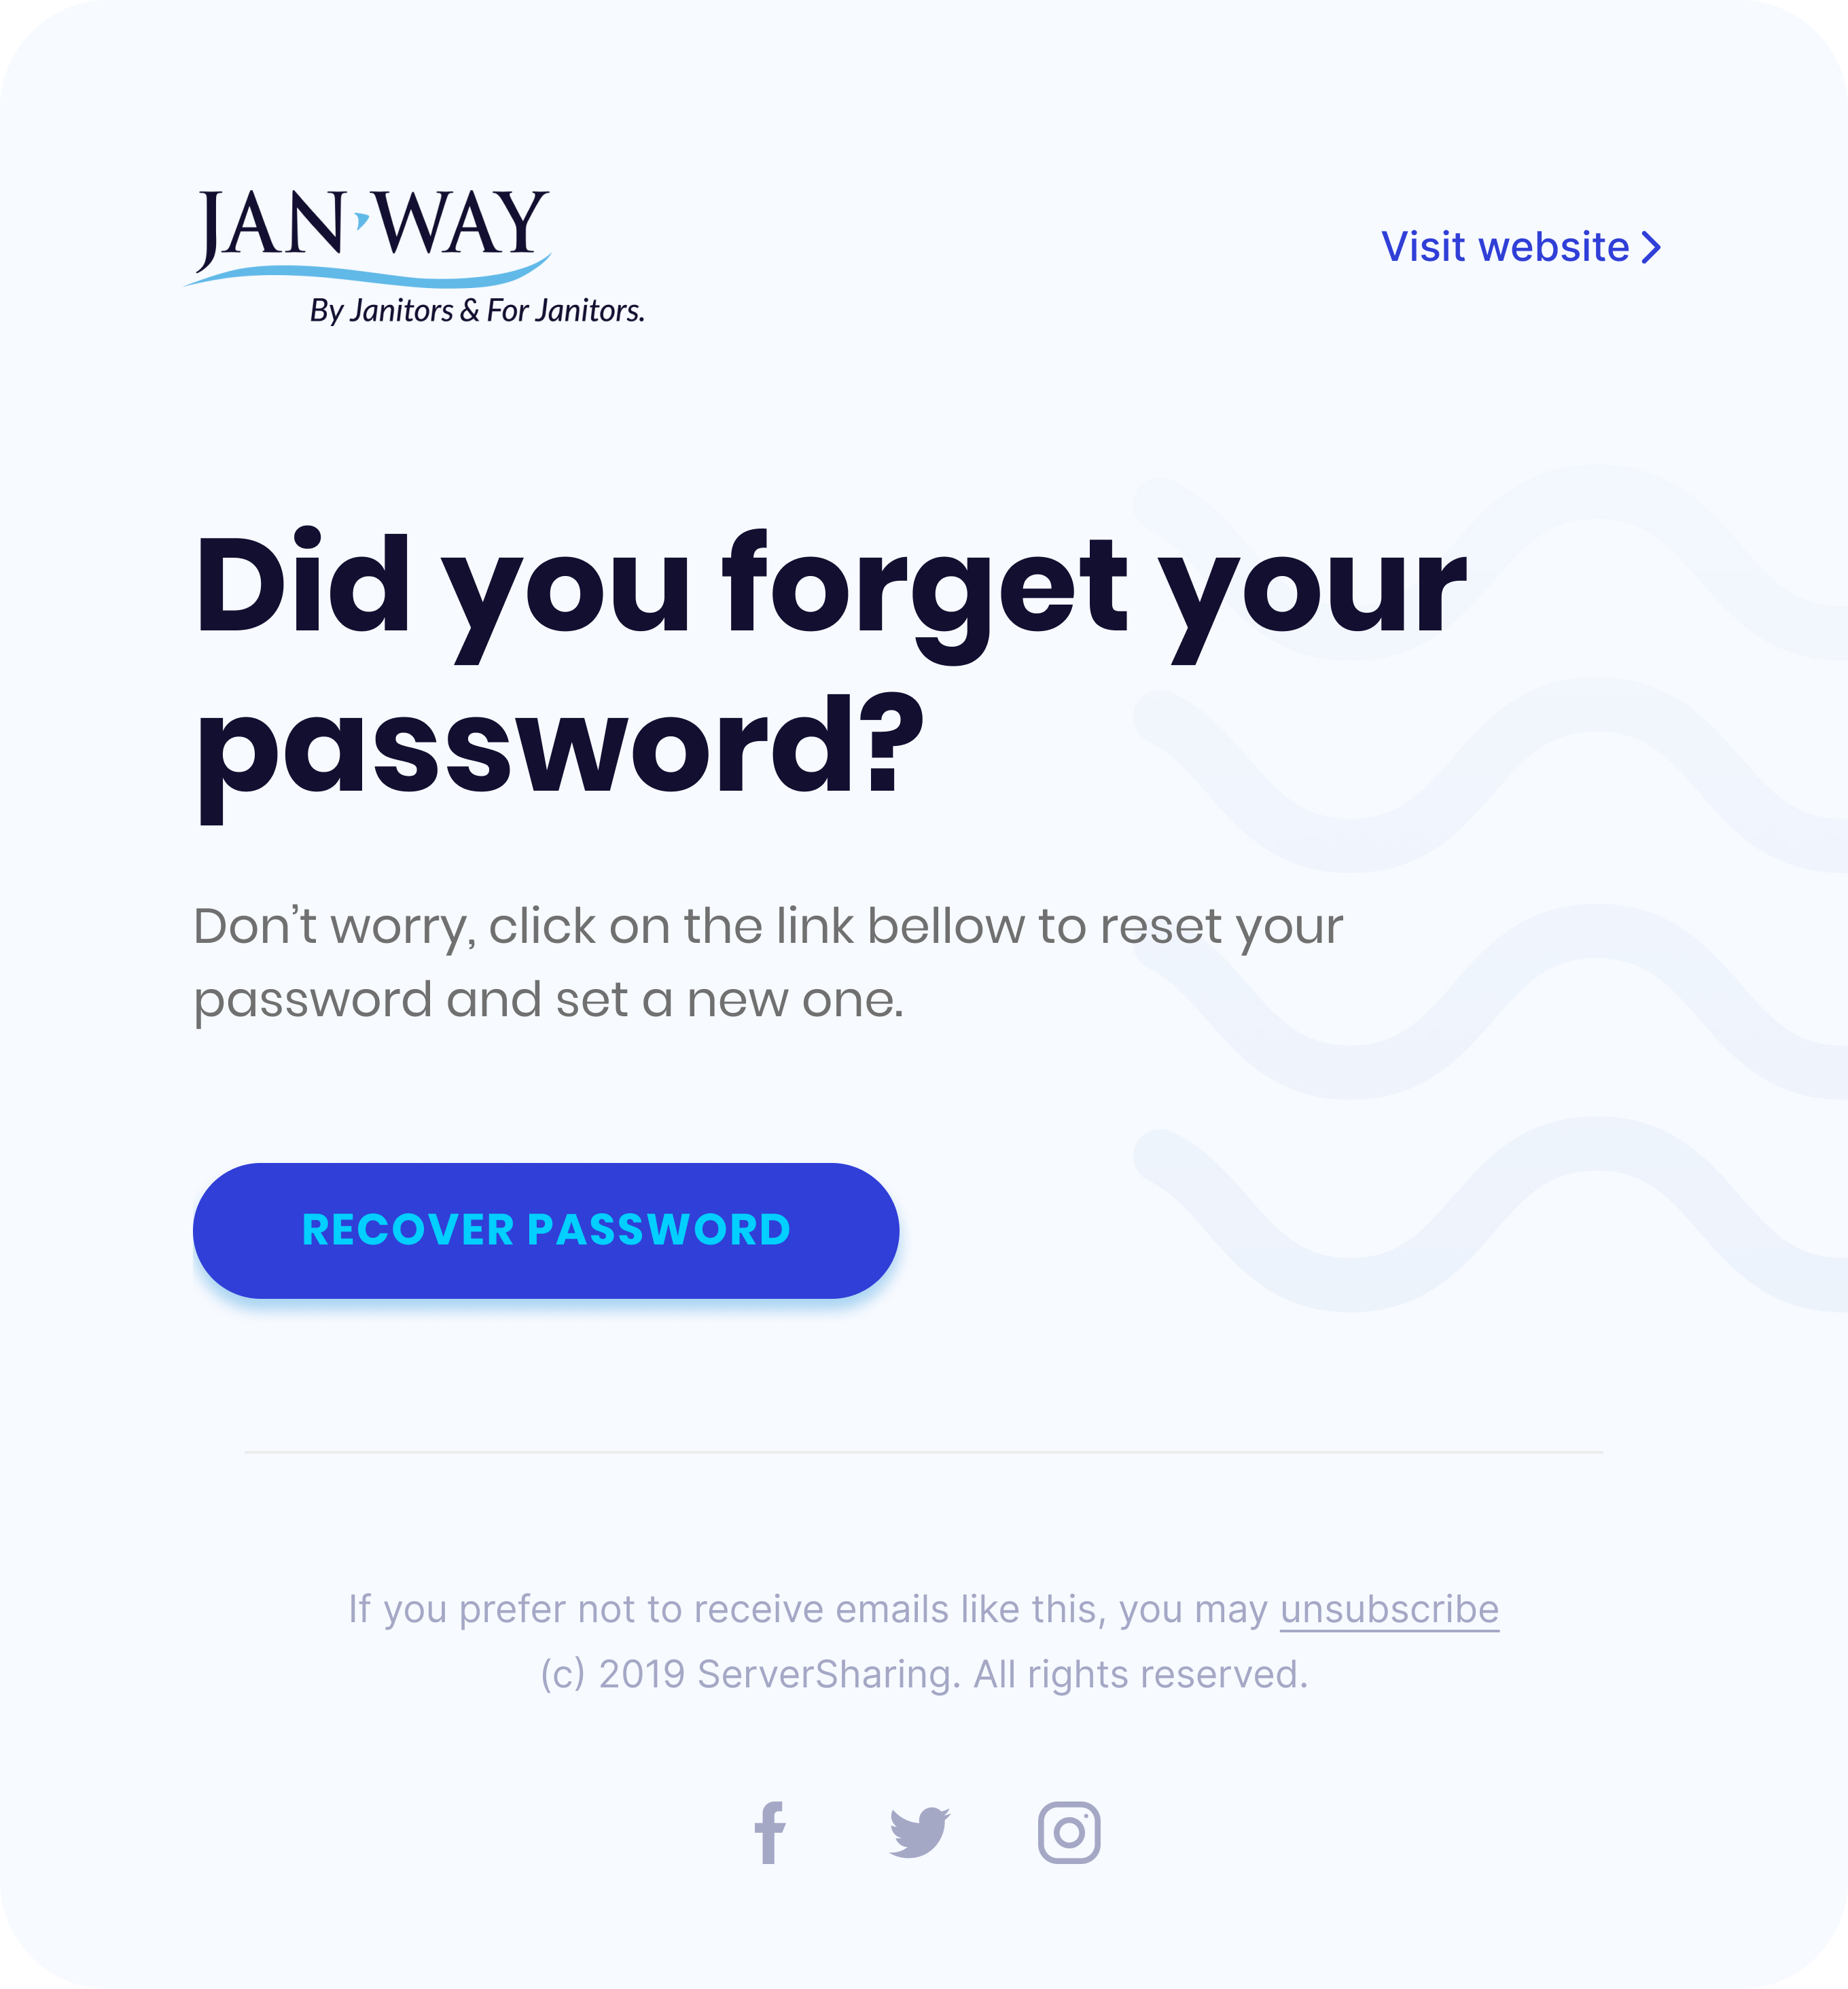 JAN WAY
By Janitors & For Janitors.
Visit website
Did you forget your
password?
Don’t worry, click on the link bellow to reset your
password and set a new one.
RECOVER PASSWORD
If you prefer not to receive emails like this, you may unsubscribe
(c) 2019 ServerSharing. All rights reserved.